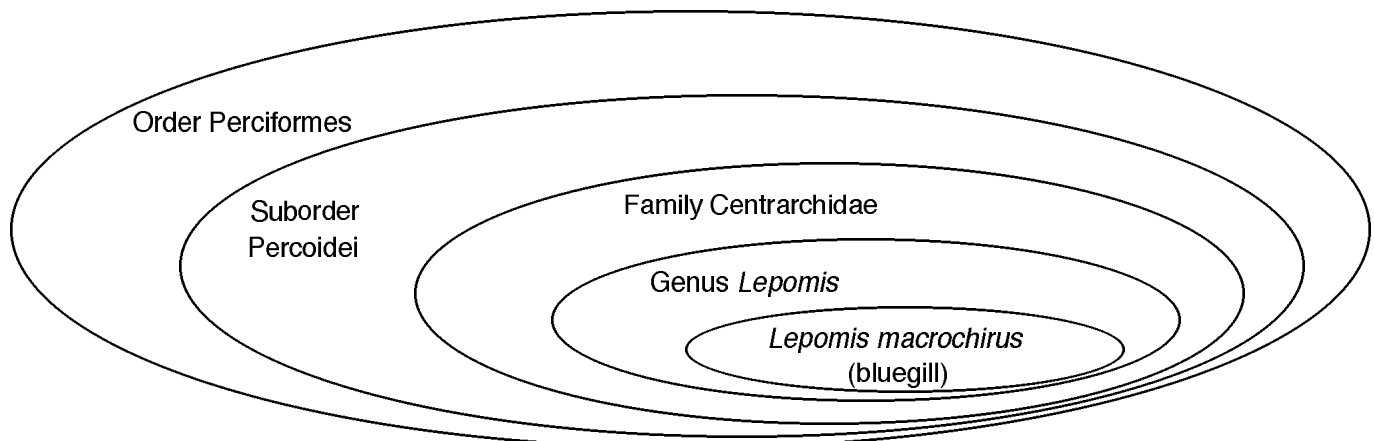 Order Perciformes
Suborder
Percoidei
Family Centrarchidae
Genus Lepomis
Lepomis macrochirus
(bluegill)